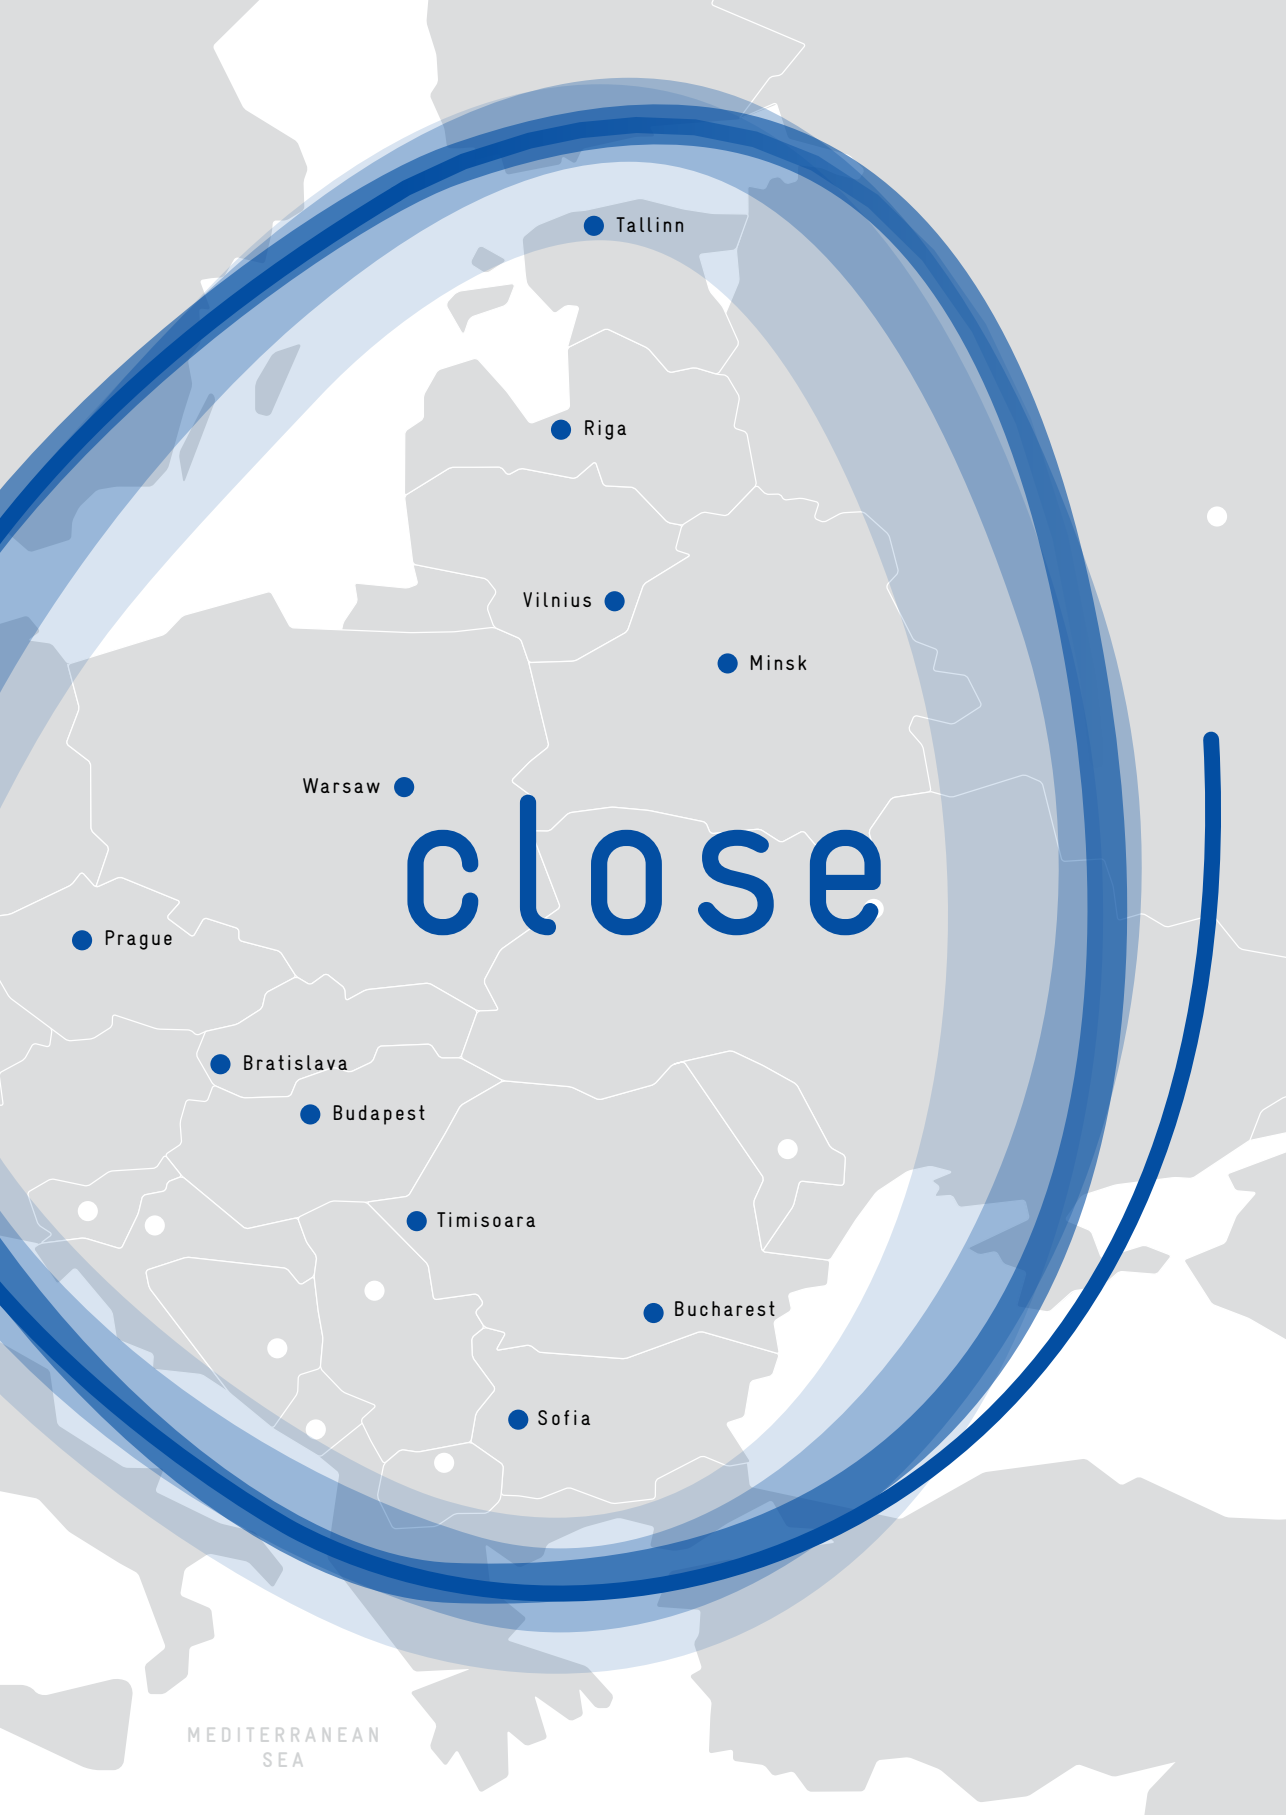 Tallinn
Riga
Vilnius
Minsk
Warsaw
close
Prague
Bratislava
Budapest
Timisoara
Bucharest
Sofia
MEDITERRANEAN
SEA